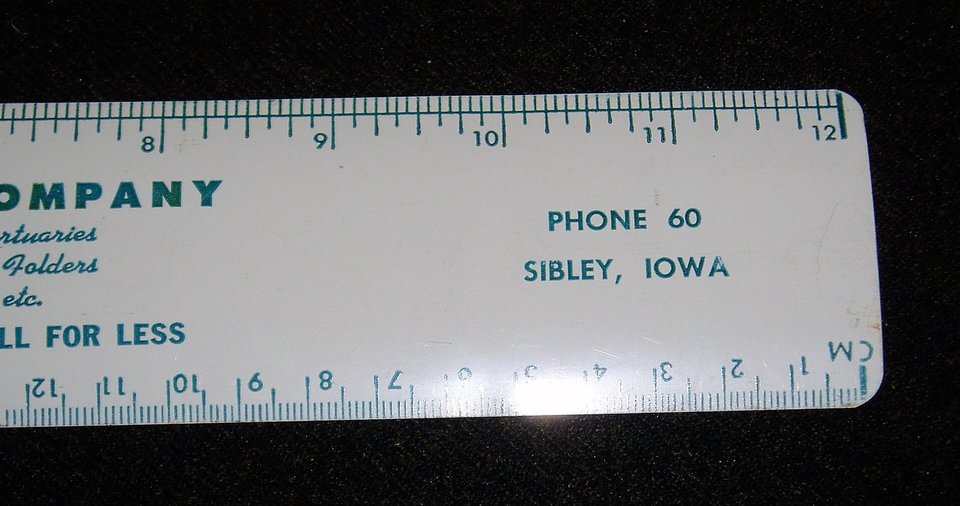 8 9 10 11 12
OMPANY
rtuaries
Folders
etc.
LL FOR LESS
PHONE 60
SIBLEY, IOWA
CM
12 11 10 9 8 7 6 5 4 3 2 1